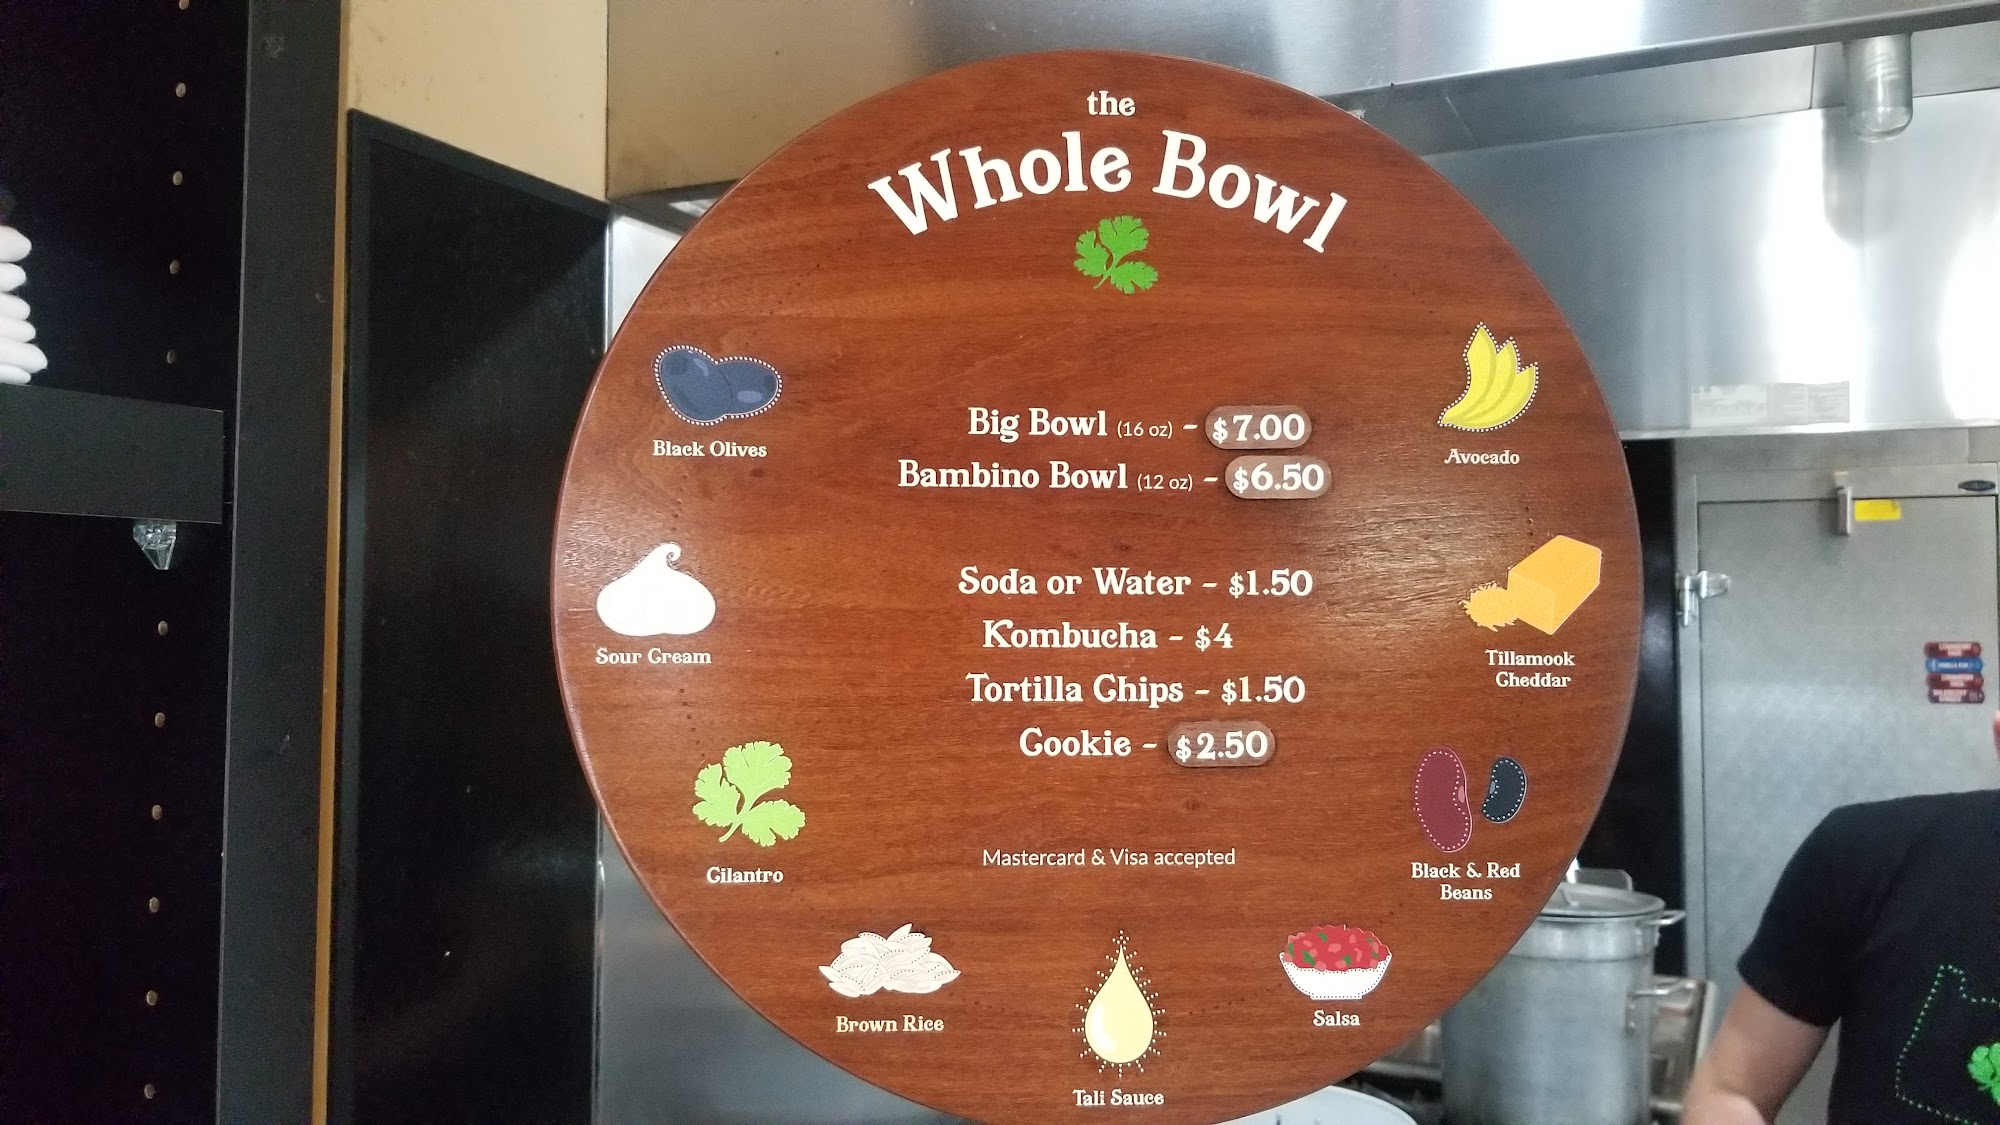 the
Whole Bowl
Big Bowl (16 oz) - $7.00
Bambino Bowl (12 oz) - $6.50
Soda or Water - $1.50
Kombucha - $4
Tortilla Chips - $1.50
Cookie - $2.50
Mastercard & Visa accepted
Black Olives
Avocado
Sour Cream
Tillamook
Cheddar
Cilantro
Black & Red
Beans
Brown Rice
Salsa
Tali Sauce